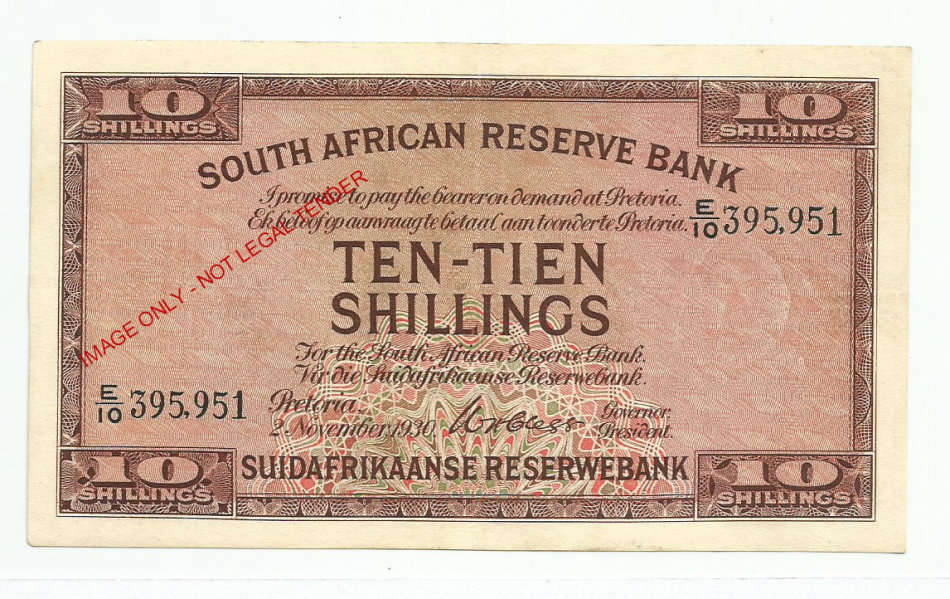 10 SHILLINGS
10 SHILLINGS
SOUTH AFRICAN RESERVE BANK
I promise to pay the bearer on demand at Pretoria.
Ek beloof op aanvraag te betaal aan toonder te Pretoria.
E/10 395,951
TEN-TIEN
SHILLINGS
IMAGE ONLY - NOT LEGAL TENDER
For the South African Reserve Bank.
Vir die Suidafrikaanse Reserwebank.
E/10 395,951
Pretoria.
2 November, 1930.
Governor,
President.
SUIDAFRIKAANSE RESERWEBANK
10 SHILLINGS
10 SHILLINGS